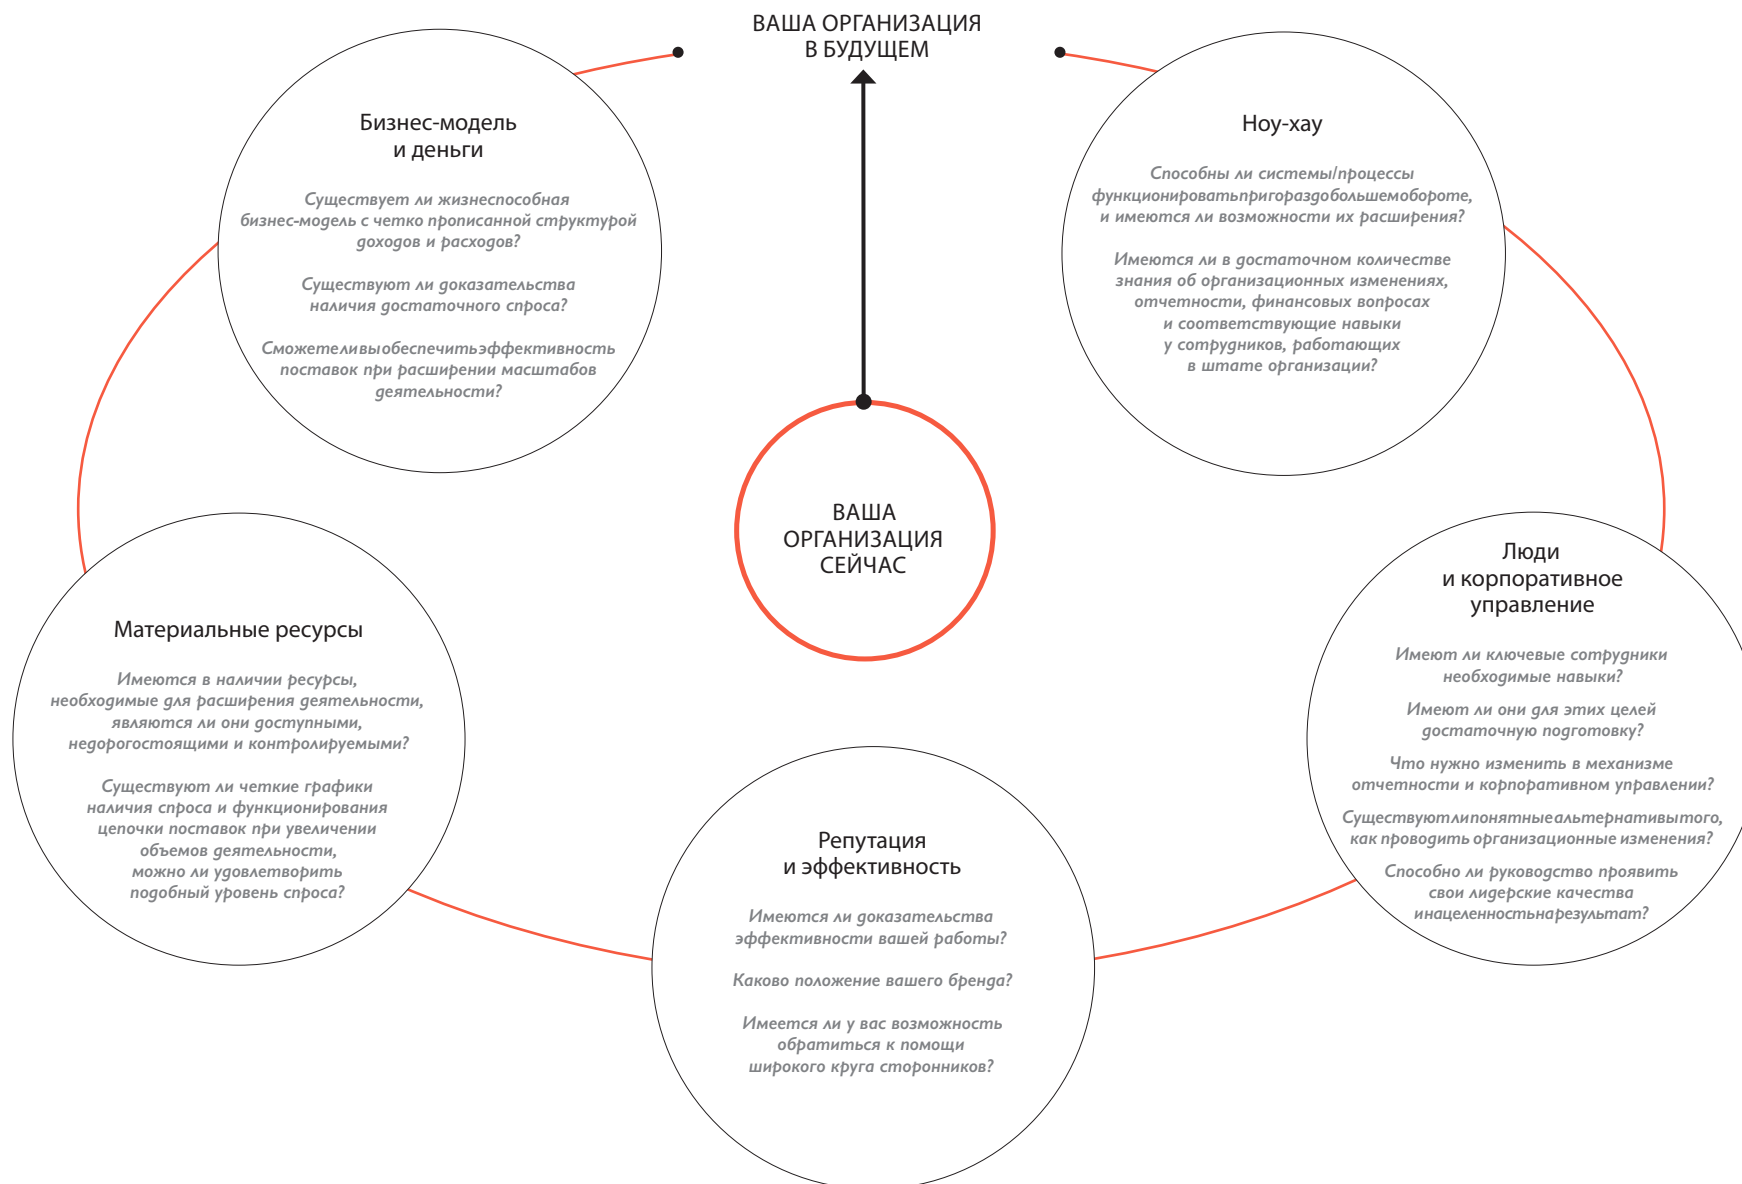 ВАША ОРГАНИЗАЦИЯ
В БУДУЩЕМ
Бизнес-модель
и деньги
Существует ли жизнеспособная
бизнес-модель с четко прописанной структурой
доходов и расходов?
Существуют ли доказательства
наличия достаточного спроса?
Сможетеливыобеспечитьэффективность
поставок при расширении масштабов
деятельности?
Ноу-хау
Способны ли системы/процессы
функционироватьпригораздобольшемобороте,
и имеются ли возможности их расширения?
Имеются ли в достаточном количестве
знания об организационных изменениях,
отчетности, финансовых вопросах
и соответствующие навыки
у сотрудников, работающих
в штате организации?
ВАША
ОРГАНИЗАЦИЯ
СЕЙЧАС
Материальные ресурсы
Имеются в наличии ресурсы,
необходимые для расширения деятельности,
являются ли они доступными,
недорогостоящими и контролируемыми?
Существуют ли четкие графики
наличия спроса и функционирования
цепочки поставок при увеличении
объемов деятельности,
можно ли удовлетворить
подобный уровень спроса?
Люди
и корпоративное
управление
Имеют ли ключевые сотрудники
необходимые навыки?
Имеют ли они для этих целей
достаточную подготовку?
Что нужно изменить в механизме
отчетности и корпоративном управлении?
Существуютлипонятныеальтернативытого,
как проводить организационные изменения?
Способно ли руководство проявить
свои лидерские качества
инацеленностьнарезультат?
Репутация
и эффективность
Имеются ли доказательства
эффективности вашей работы?
Каково положение вашего бренда?
Имеется ли у вас возможность
обратиться к помощи
широкого круга сторонников?